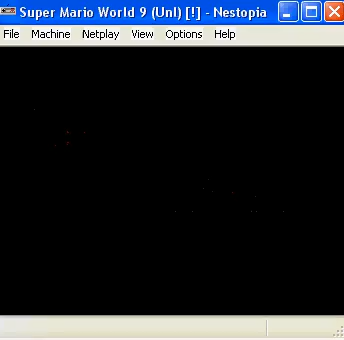 Super Mario World 9 (Unl) [!] - Nestopia
File Machine Netplay View Options Help